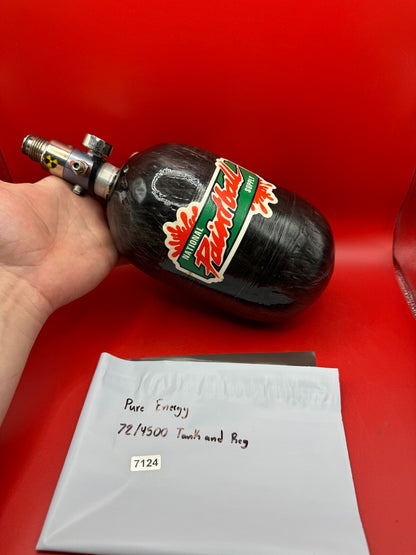 NATIONAL
Paintball
SUPPLY
Pure Energy
72/4500 Tank and Reg
7124